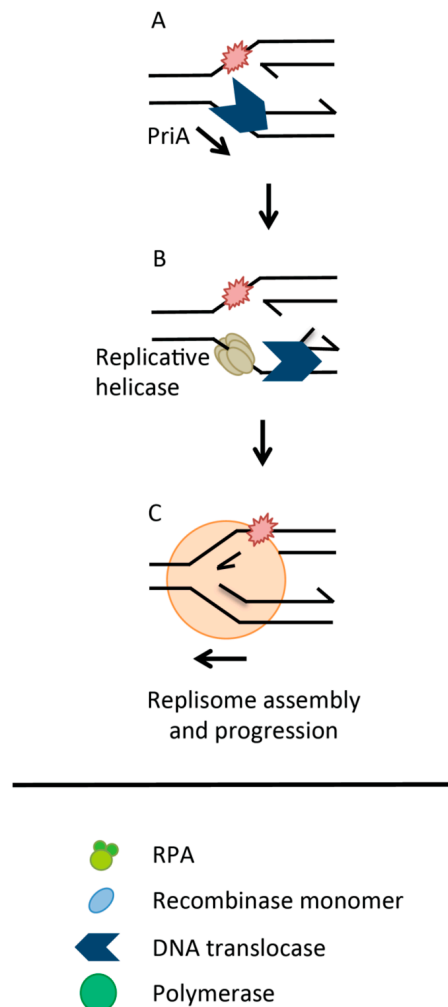 A
PriA
B
Replicative
helicase
C
Replisome assembly
and progression
RPA
Recombinase monomer
DNA translocase
Polymerase